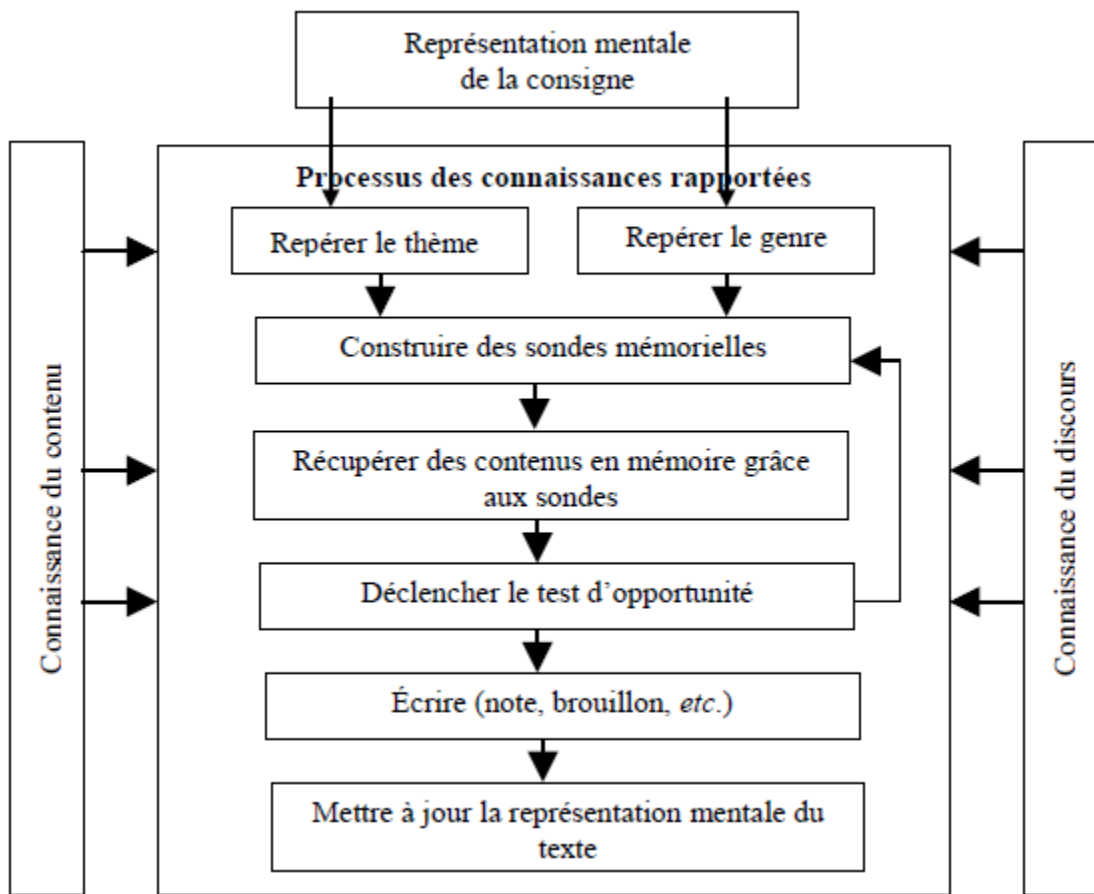 Représentation mentale
de la consigne
Processus des connaissances rapportées
Repérer le thème
Repérer le genre
Construire des sondes mémorielles
Récupérer des contenus en mémoire grâce
aux sondes
Déclencher le test d'opportunité
Écrire (note, brouillon, etc.)
Mettre à jour la représentation mentale du
texte
Connaissance du contenu
Connaissance du discours